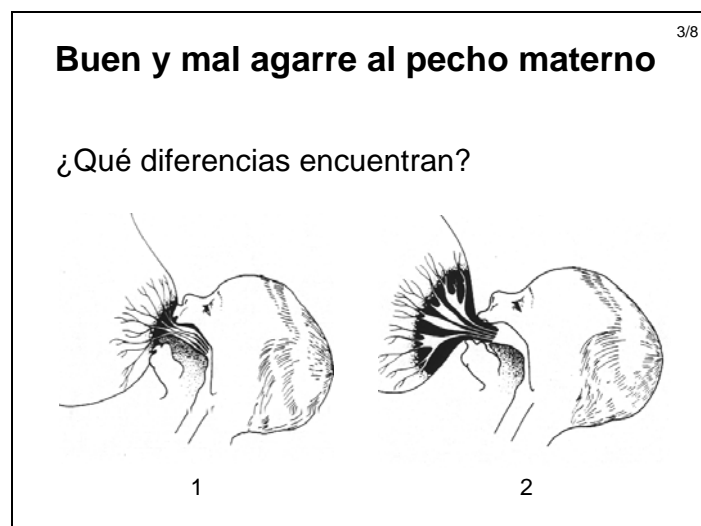 3/8
Buen y mal agarre al pecho materno
¿Qué diferencias encuentran?
1
2